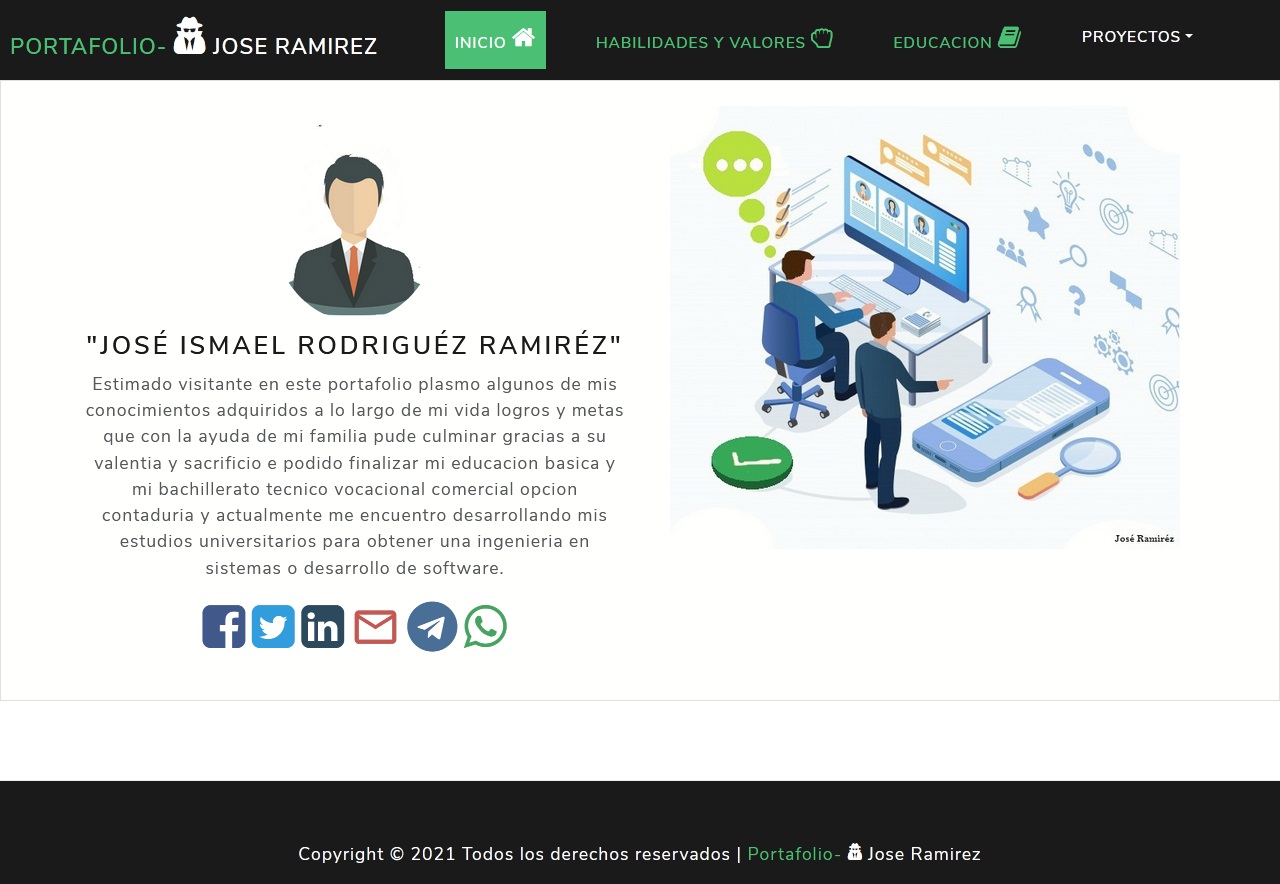 PORTAFOLIO- JOSE RAMIREZ
INICIO
HABILIDADES Y VALORES
EDUCACION
PROYECTOS
"JOSÉ ISMAEL RODRIGUÉZ RAMIRÉZ"
Estimado visitante en este portafolio plasmo algunos de mis
conocimientos adquiridos a lo largo de mi vida logros y metas
que con la ayuda de mi familia pude culminar gracias a su
valentia y sacrificio e podido finalizar mi educacion basica y
mi bachillerato tecnico vocacional comercial opcion
contaduria y actualmente me encuentro desarrollando mis
estudios universitarios para obtener una ingenieria en
sistemas o desarrollo de software.
José Ramiréz
Copyright © 2021 Todos los derechos reservados | Portafolio- Jose Ramirez